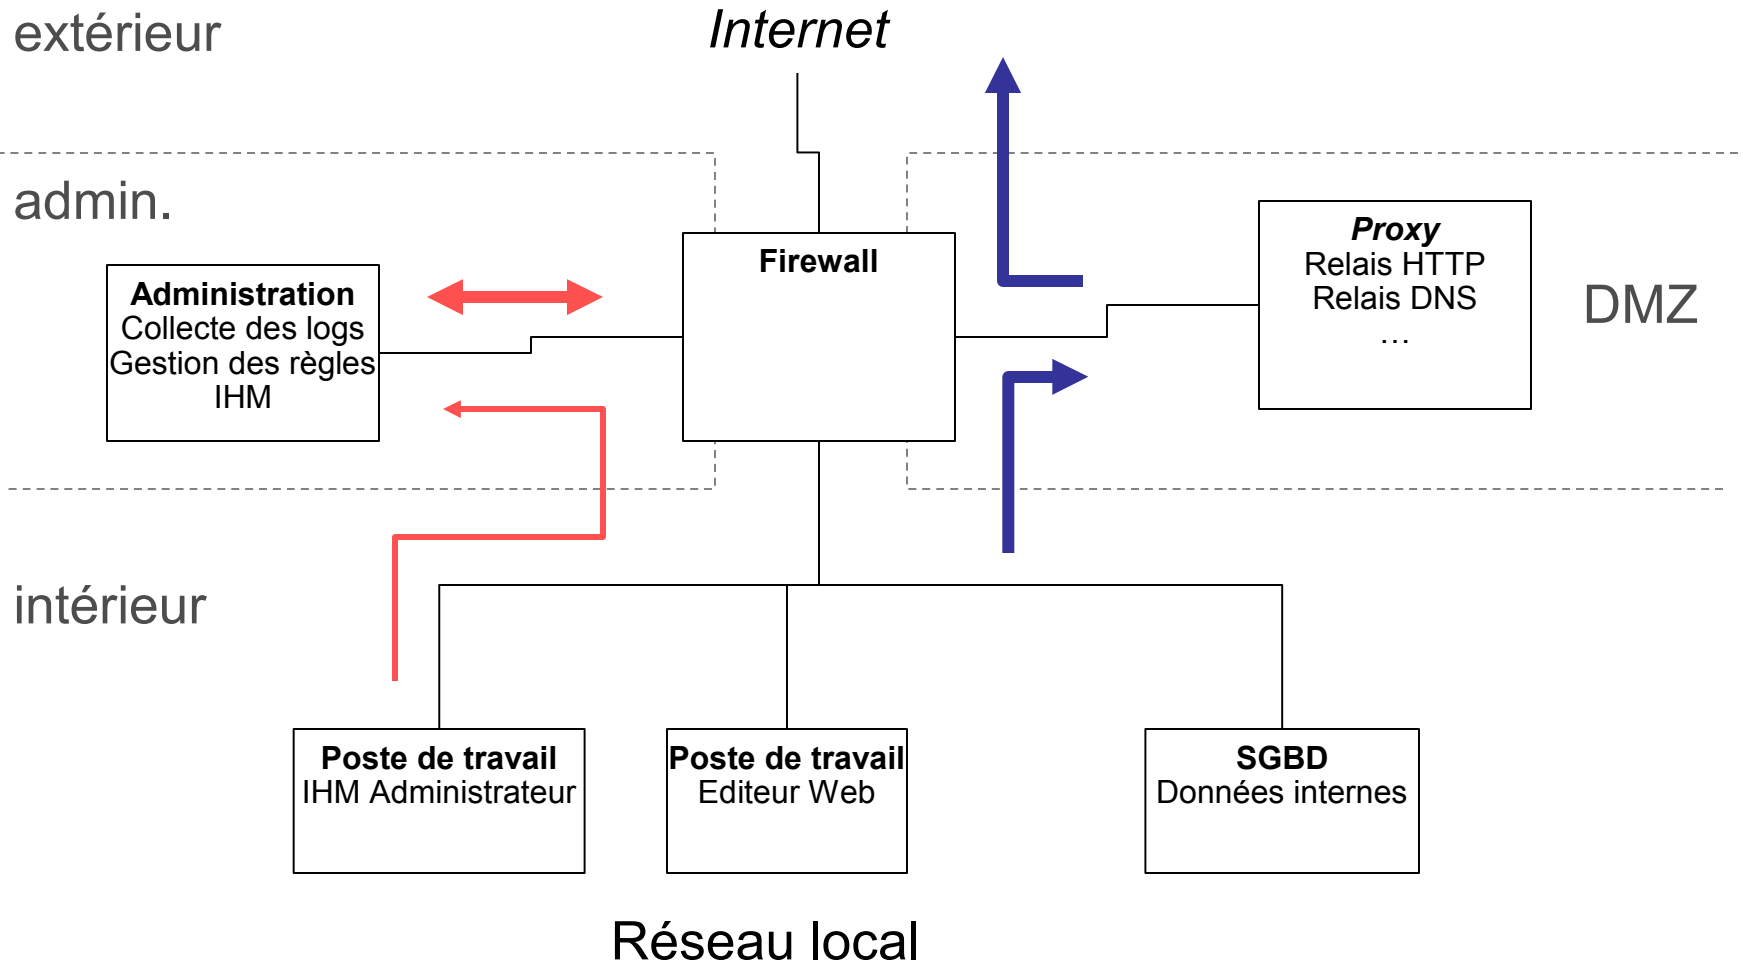 extérieur
Internet
admin.
Firewall
Proxy
Relais HTTP
Relais DNS
…
DMZ
Administration
Collecte des logs
Gestion des règles
IHM
intérieur
Poste de travail
IHM Administrateur
Poste de travail
Editeur Web
SGBD
Données internes
Réseau local